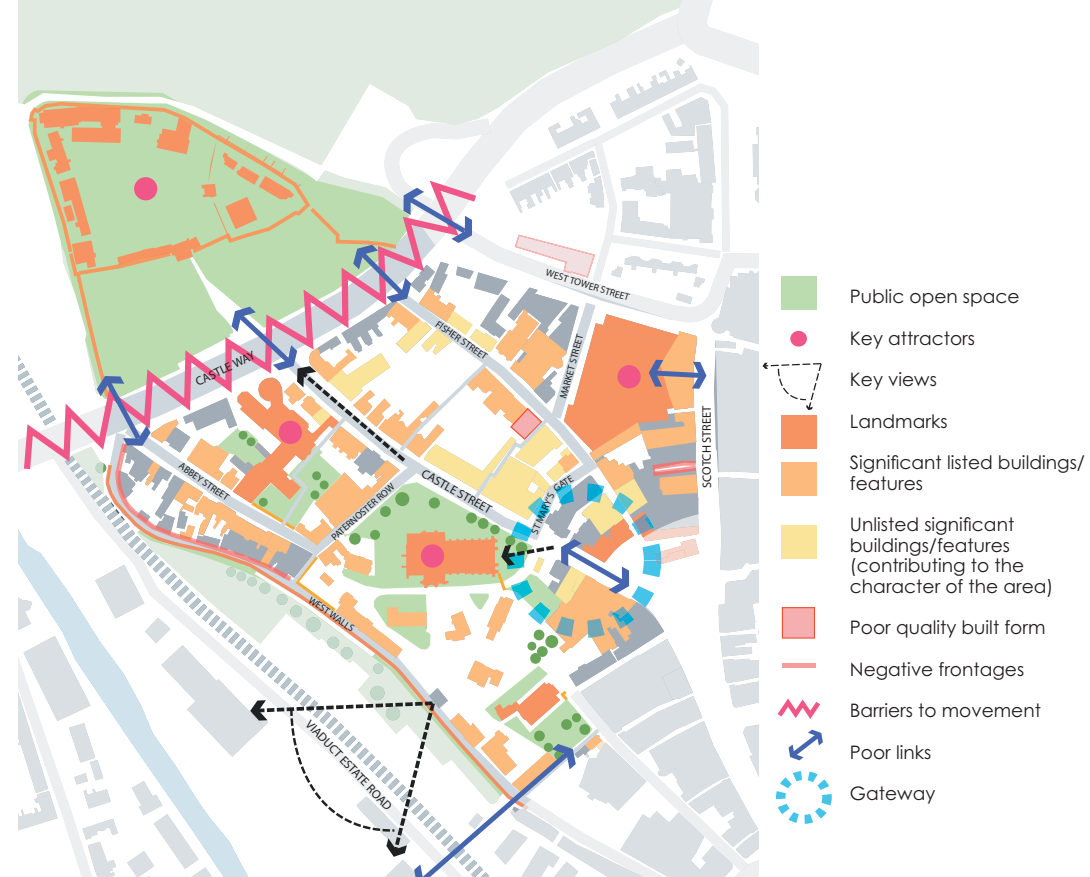 WEST TOWER STREET
FISHER STREET
MARKET STREET
CASTLE WAY
SCOTCH STREET
ABBEY STREET
CASTLE STREET
PATERNOSTER ROW
ST MARY'S GATE
WEST WALLS
VIADUCT ESTATE ROAD
Public open space
Key attractors
Key views
Landmarks
Significant listed buildings/
features
Unlisted significant
buildings/features
(contributing to the
character of the area)
Poor quality built form
Negative frontages
Barriers to movement
Poor links
Gateway